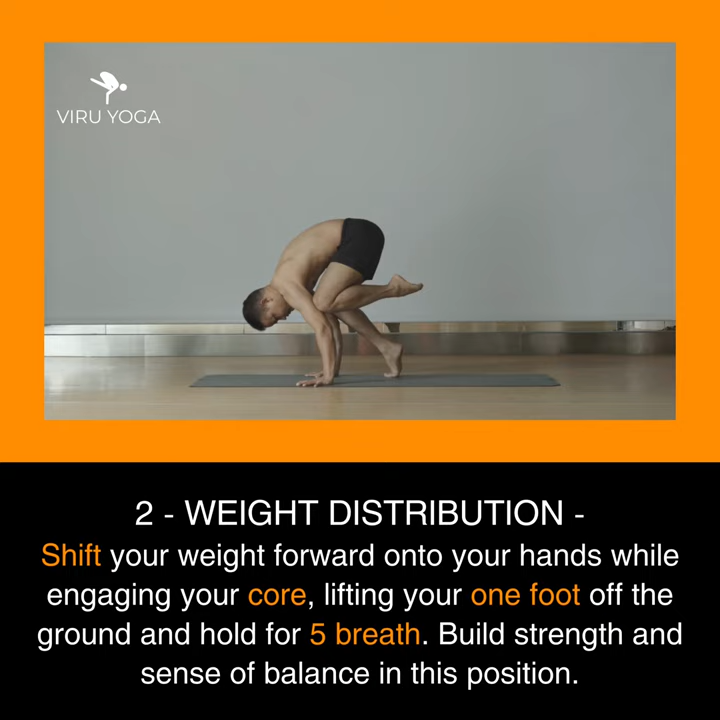 VIRU YOGA
2 - WEIGHT DISTRIBUTION -
Shift your weight forward onto your hands while
engaging your core, lifting your one foot off the
ground and hold for 5 breath. Build strength and
sense of balance in this position.